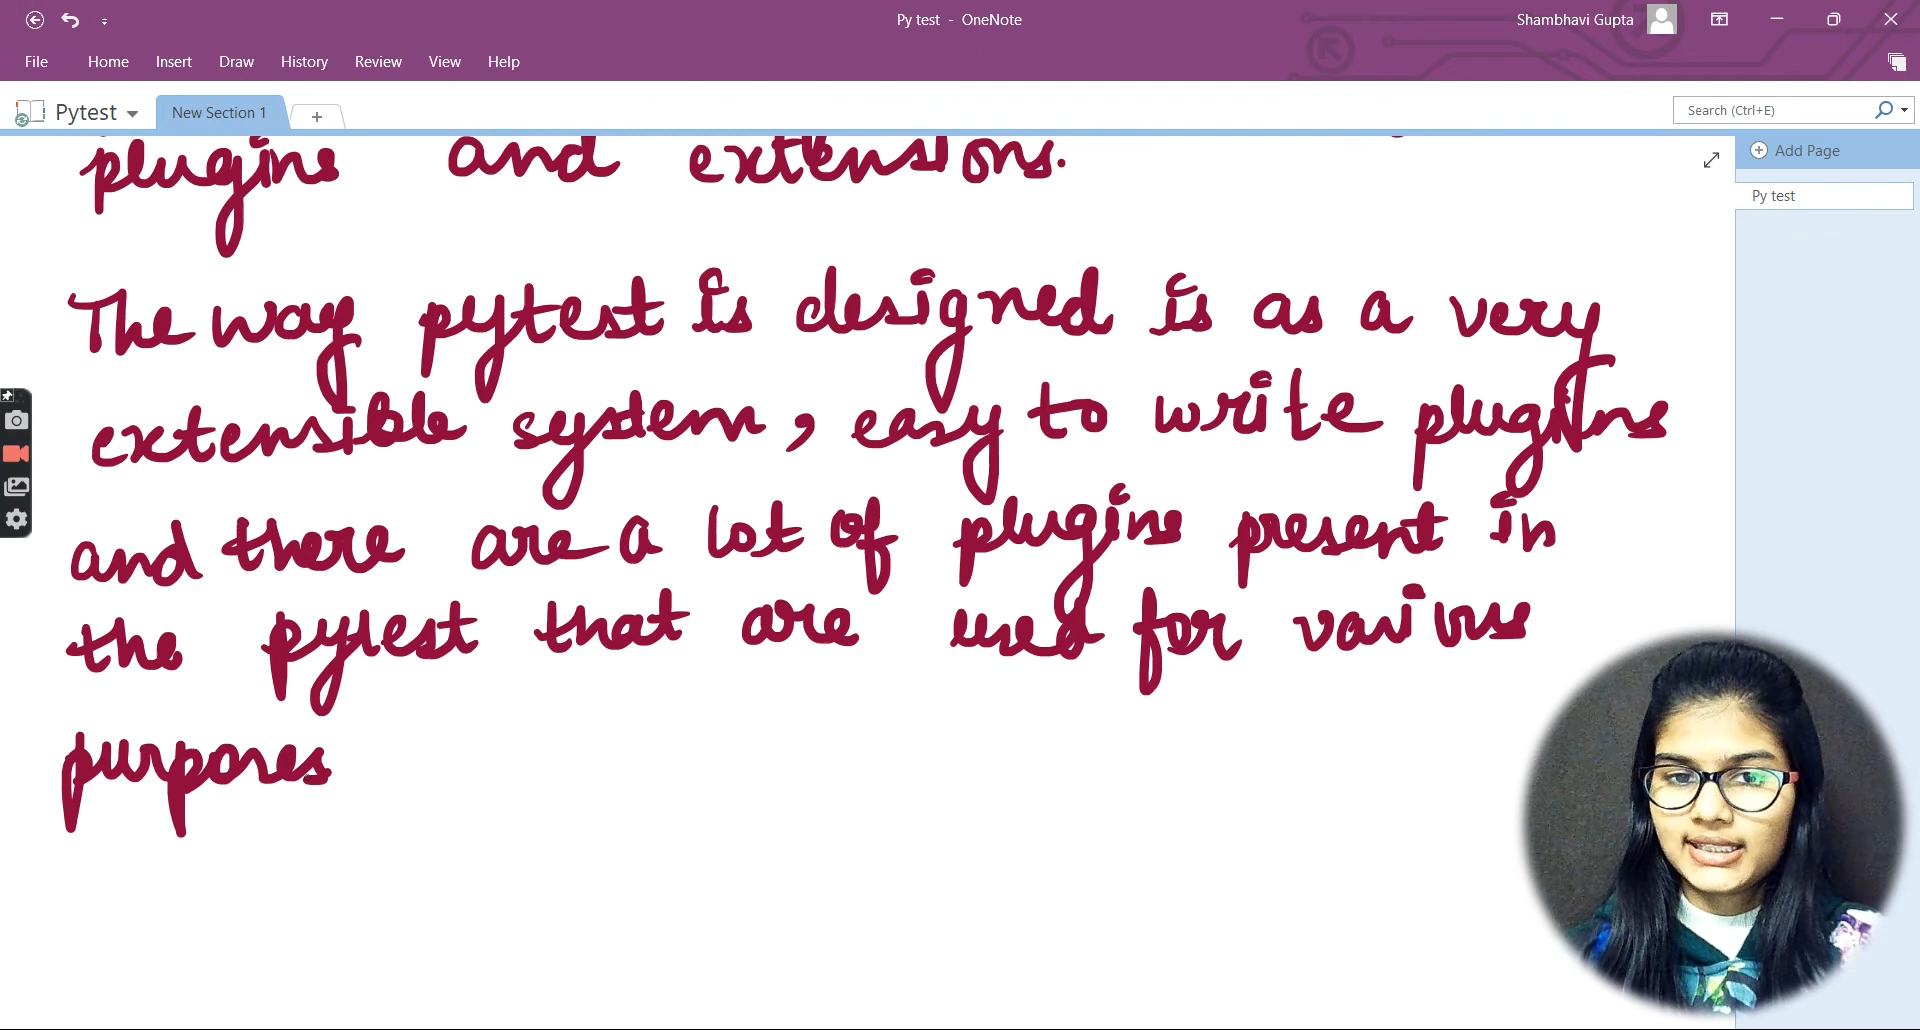 Py test - OneNote
Shambhavi Gupta
File Home Insert Draw History Review View Help
Pytest
New Section 1
+
Search (Ctrl+E)
Add Page
Py test
plugins and extensions.
The way pytest is designed is as a very
extensible system, easy to write plugins
and there are a lot of plugins present in
the pytest that are used for various
purposes